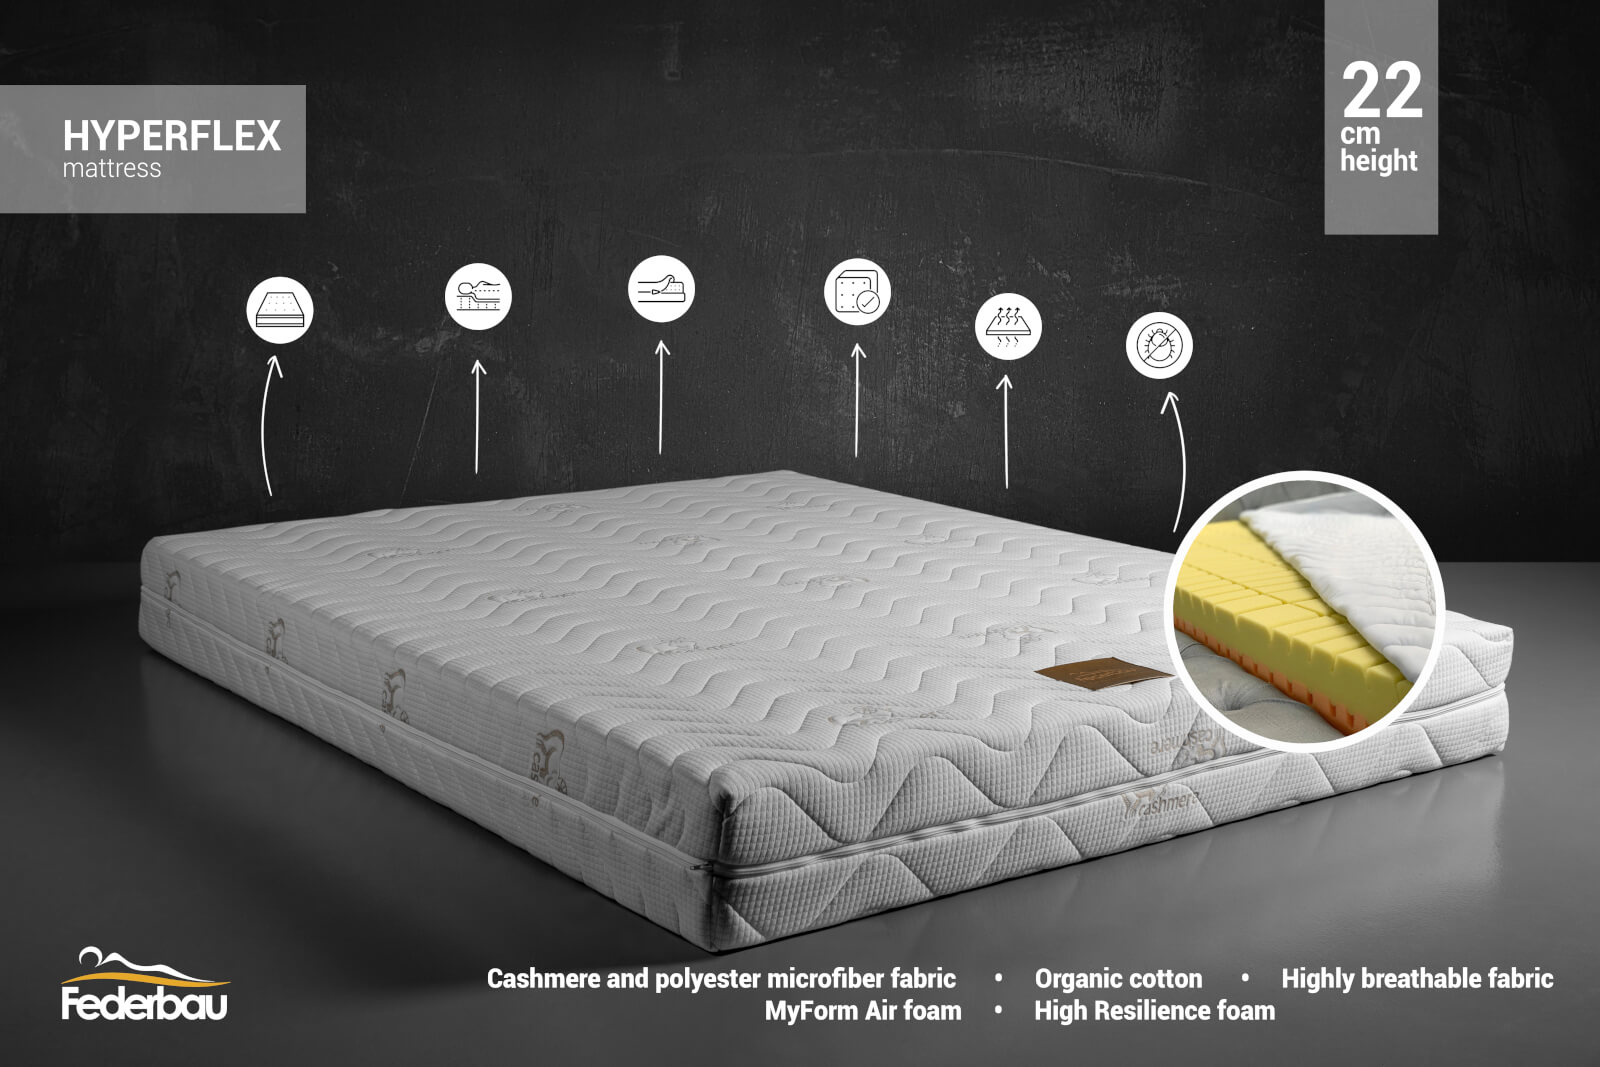 HYPERFLEX
mattress
22
cm
height
cashmere
Federbau
Cashmere and polyester microfiber fabric • Organic cotton • Highly breathable fabric
MyForm Air foam • High Resilience foam